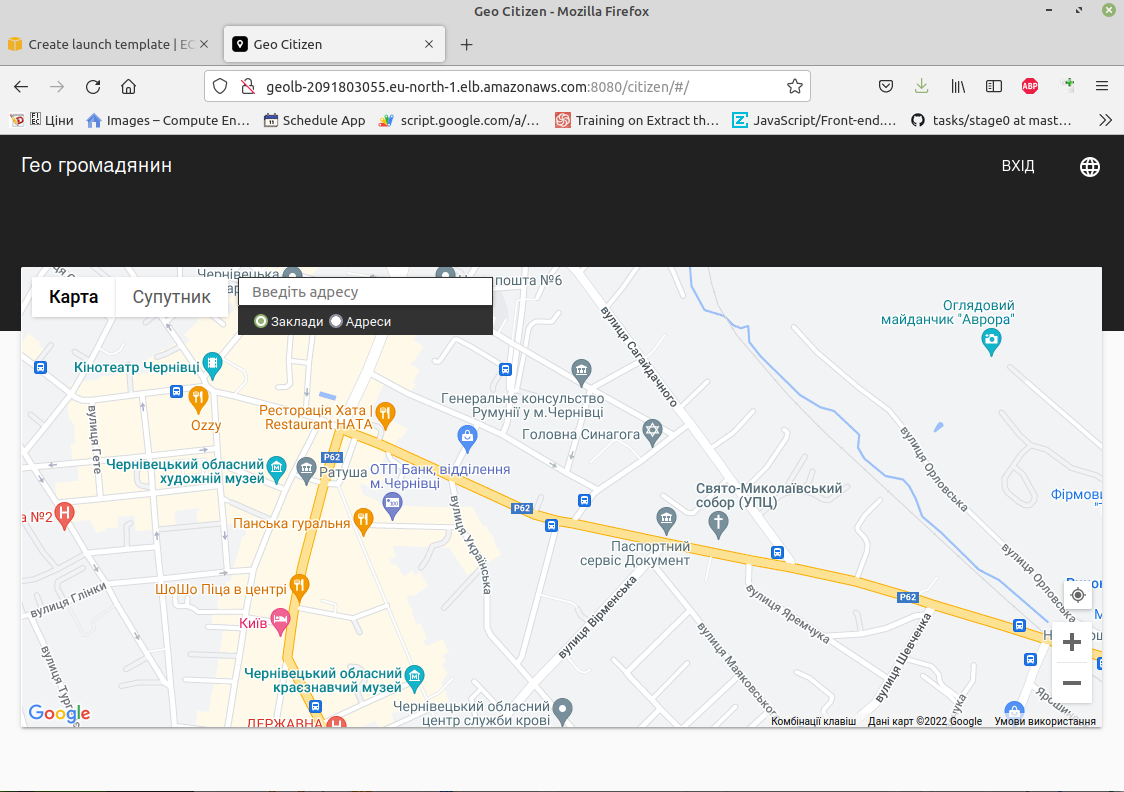 Geo Citizen - Mozilla Firefox
Create launch template | EC
Geo Citizen
geolb-2091803055.eu-north-1.elb.amazonaws.com:8080/citizen/#/
ABP
Ціни
Images – Compute En…
Schedule App
script.google.com/a/…
Training on Extract th…
JavaScript/Front-end.…
tasks/stage0 at mast…
Гео громадянин
ВХІД
Карта
Супутник
Введіть адресу
Заклади
Адреси
Чернівецька
пошта №6
Оглядовий
майданчик "Аврора"
вулиця Сагайдачного
Кінотеатр Чернівці
Ozzy
вулиця Гете
Ресторація Хата |
Restaurant HATA
Генеральне консульство
Румунії у м.Чернівці
Головна Синагога
P62
Чернівецький обласний
художній музей
Ратуша
ОТП Банк, відділення
м.Чернівці
вулиця Орловська
Свято-Миколаївський
собор (УПЦ)
Фірмові
P62
а №2
Панська гуральня
вулиця Українська
Паспортний
сервіс Документ
вулиця Орловська
ШоШо Піца в центрі
вулиця Глінки
Київ
P62
вулиця Вірменська
вулиця Яремчука
вулиця Маяковсько
вулиця Шевченка
Чернівецький обласний
краєзнавчий музей
Чернівецький обласний
центр служби крові
ДЕРЖАВНА
Google
Комбінації клавіш
Дані карт ©2022 Google
Умови використання